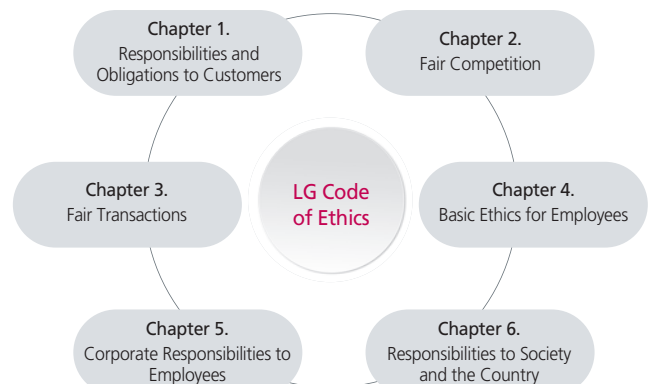 Chapter 1.
Responsibilities and
Obligations to Customers
Chapter 2.
Fair Competition
Chapter 3.
Fair Transactions
LG Code
of Ethics
Chapter 4.
Basic Ethics for Employees
Chapter 5.
Corporate Responsibilities to
Employees
Chapter 6.
Responsibilities to Society
and the Country